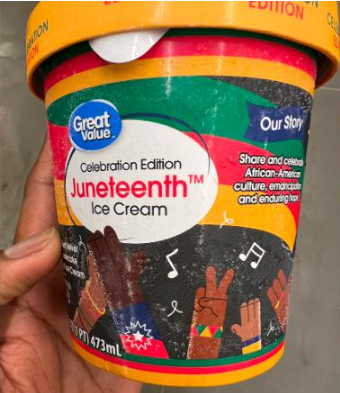 EDITION
Great
Value™
Our Story
Celebration Edition
Juneteenth™
Ice Cream
Share and celebrate
African-American
culture, emancipation
and enduring hope
473mL